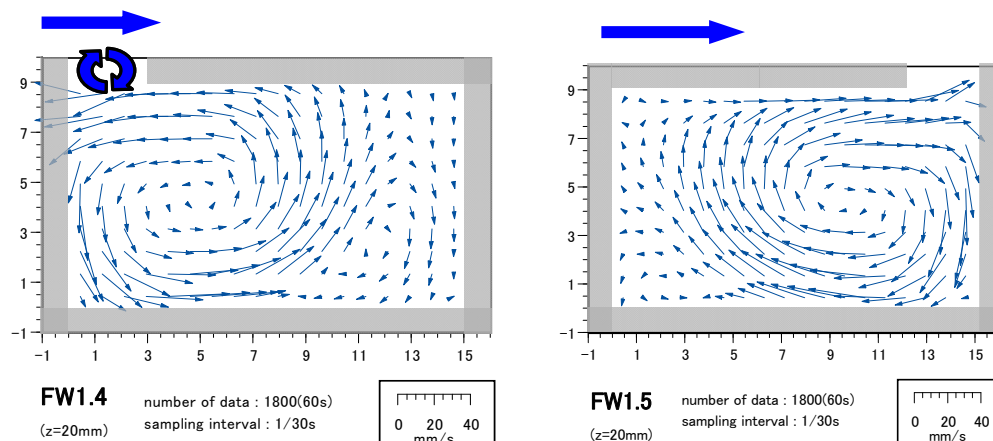 9
7
5
3
1
-1
-1 1 3 5 7 9 11 13 15
FW1.4
(z=20mm)
number of data : 1800(60s)
sampling interval : 1/30s
0 20 40
mm/s
9
7
5
3
1
-1
-1 1 3 5 7 9 11 13 15
FW1.5
(z=20mm)
number of data : 1800(60s)
sampling interval : 1/30s
0 20 40
mm/s